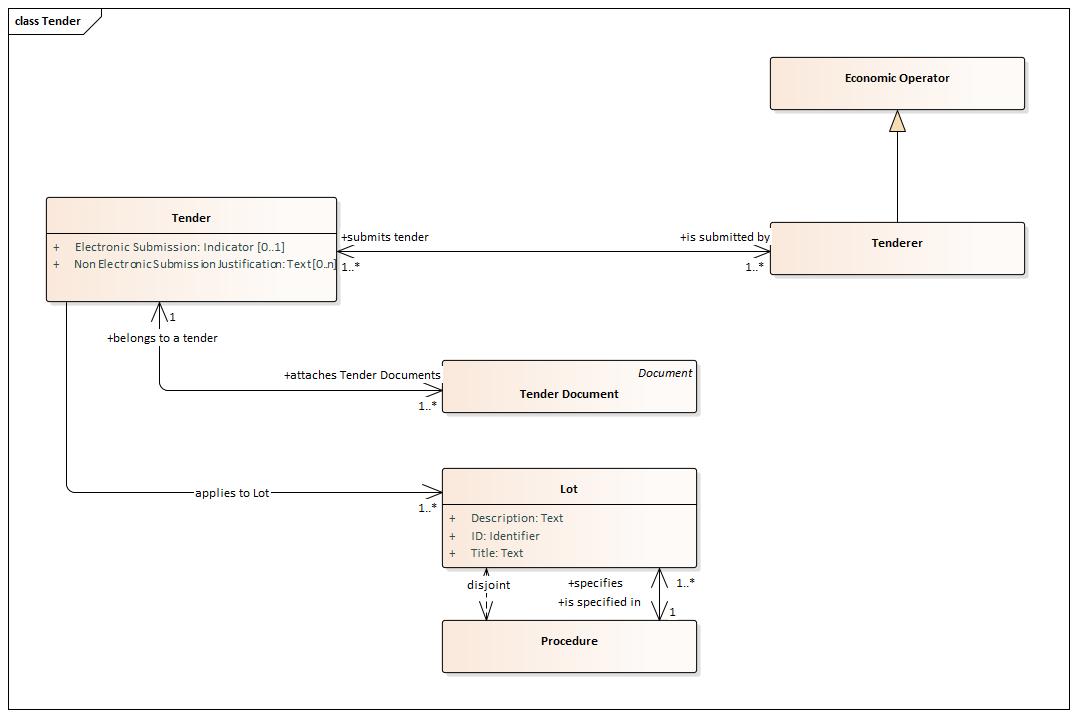 class Tender
Economic Operator
Tender
+ Electronic Submission: Indicator [0..1]
+ Non Electronic Submission Justification: Text[0..n]
+submits tender
1..*
+is submitted by
1..*
Tenderer
1
+belongs to a tender
+attaches Tender Documents
1..*
Document
Tender Document
applies to Lot
1..*
Lot
+ Description: Text
+ ID: Identifier
+ Title: Text
disjoint
+specifies
1..*
+is specified in
1
Procedure